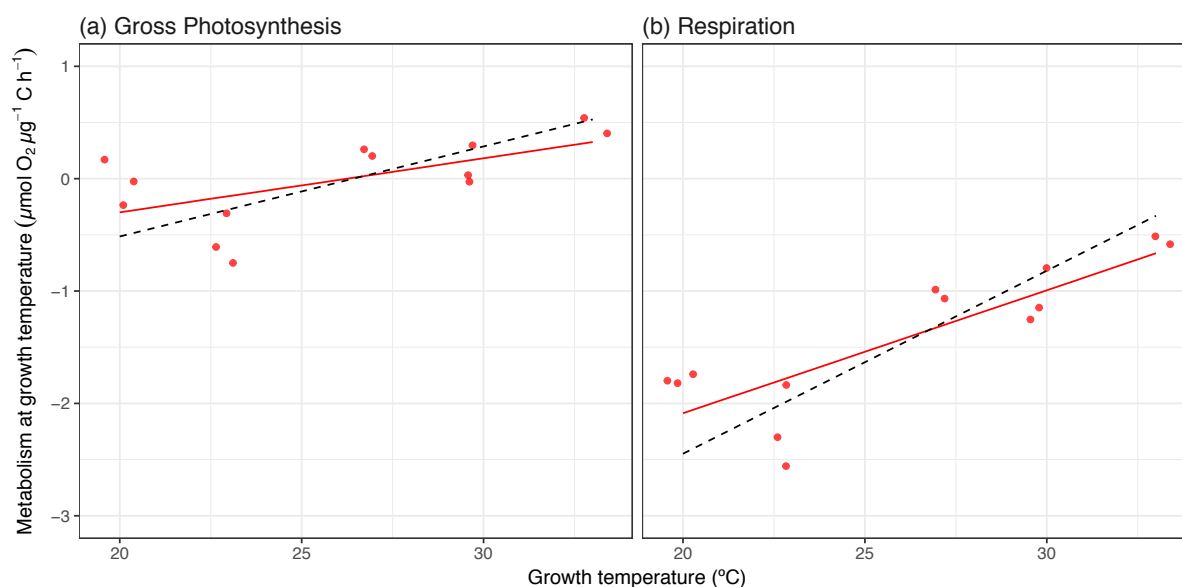 (a) Gross Photosynthesis
(b) Respiration
Metabolism at growth temperature (µmol O₂ µg⁻¹ C h⁻¹)
1
0
−1
−2
−3
20
25
30
20
25
30
Growth temperature (ºC)